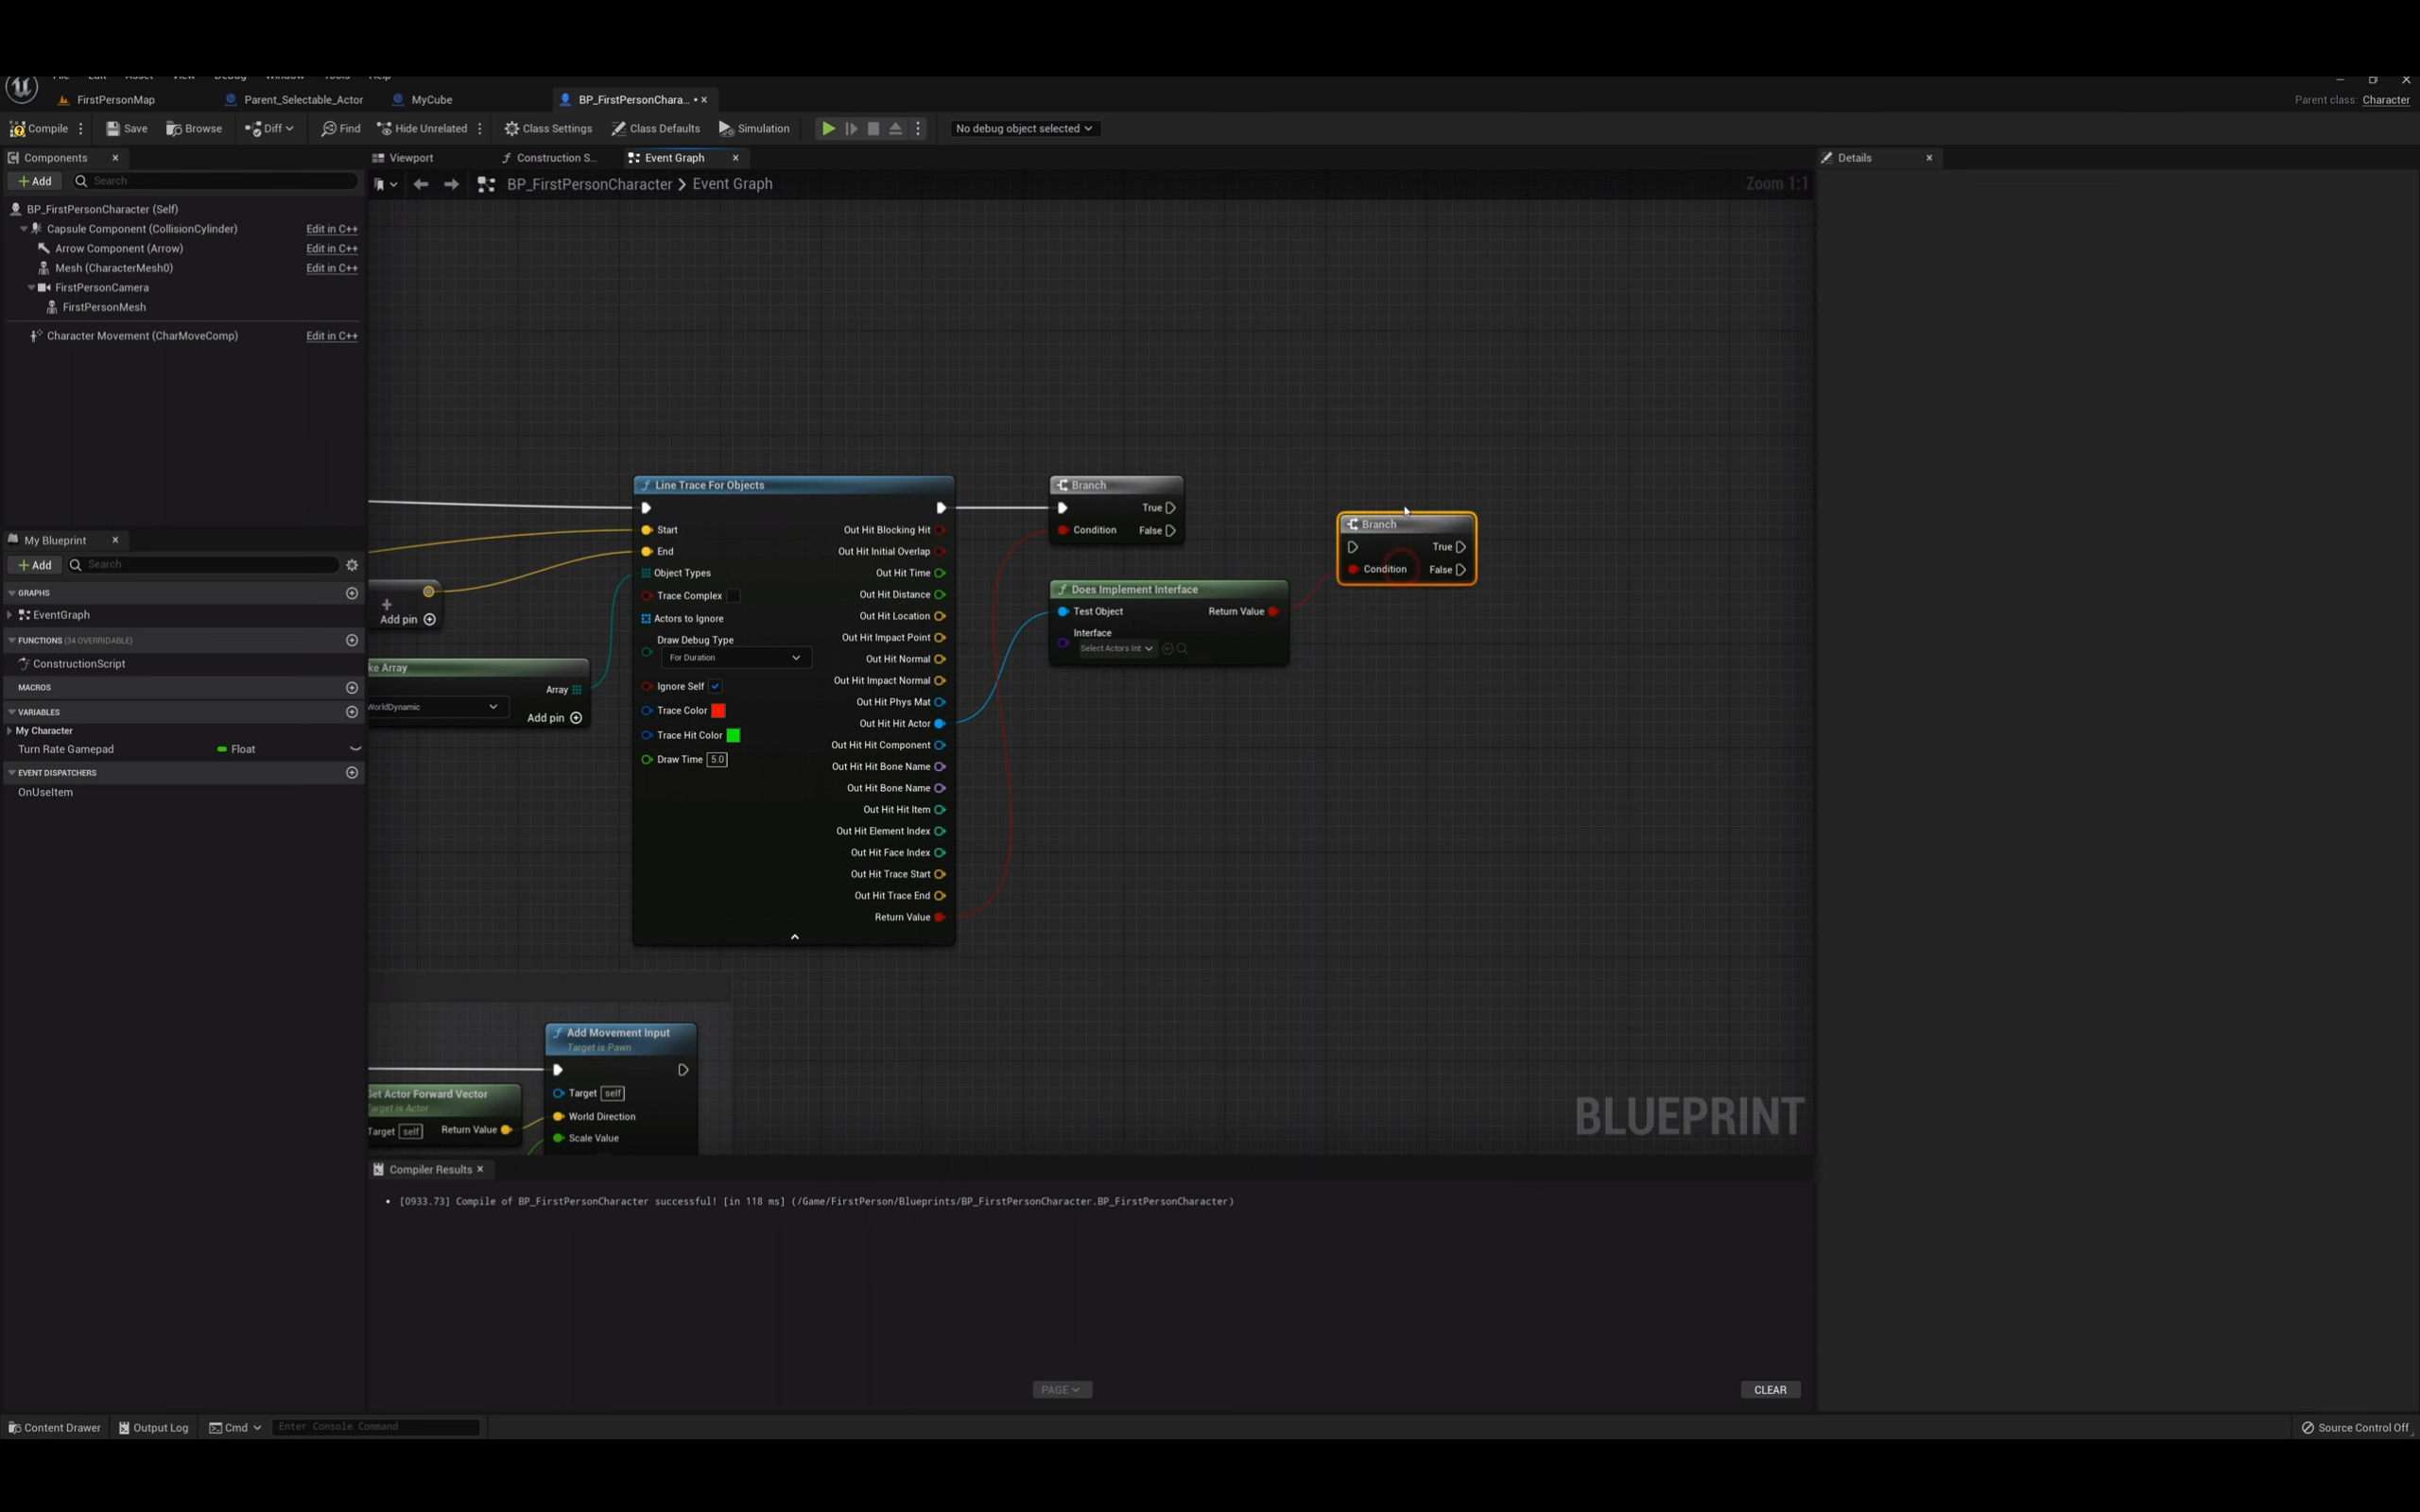 File Edit Asset View Debug Window Tools Help
FirstPersonMap Parent_Selectable_Actor MyCube BP_FirstPersonChara... •
Parent class: Character
Compile Save Browse Diff Find Hide Unrelated Class Settings Class Defaults Simulation No debug object selected
Components
Add Search
BP_FirstPersonCharacter (Self)
Capsule Component (CollisionCylinder) Edit in C++
Arrow Component (Arrow) Edit in C++
Mesh (CharacterMesh0) Edit in C++
FirstPersonCamera
FirstPersonMesh
Character Movement (CharMoveComp) Edit in C++
My Blueprint
Add Search
GRAPHS
EventGraph
FUNCTIONS (34 OVERRIDABLE)
ConstructionScript
MACROS
VARIABLES
My Character
Turn Rate Gamepad Float
EVENT DISPATCHERS
OnUseItem
Viewport Construction S... Event Graph
BP_FirstPersonCharacter > Event Graph
Zoom 1:1
Add pin
ke Array
Array
WorldDynamic
Add pin
Line Trace For Objects
Start
End
Object Types
Trace Complex
Actors to Ignore
Draw Debug Type
For Duration
Ignore Self
Trace Color
Trace Hit Color
Draw Time 5.0
Out Hit Blocking Hit
Out Hit Initial Overlap
Out Hit Time
Out Hit Distance
Out Hit Location
Out Hit Impact Point
Out Hit Normal
Out Hit Impact Normal
Out Hit Phys Mat
Out Hit Hit Actor
Out Hit Hit Component
Out Hit Hit Bone Name
Out Hit Bone Name
Out Hit Hit Item
Out Hit Element Index
Out Hit Face Index
Out Hit Trace Start
Out Hit Trace End
Return Value
Branch
True
Condition False
Does Implement Interface
Test Object Return Value
Interface
Select Actors Int
Branch
True
Condition False
Add Movement Input
Target is Pawn
Target self
World Direction
Scale Value
Get Actor Forward Vector
Target is Actor
Target self Return Value
BLUEPRINT
Compiler Results
• [0933.73] Compile of BP_FirstPersonCharacter successful! [in 118 ms] (/Game/FirstPerson/Blueprints/BP_FirstPersonCharacter.BP_FirstPersonCharacter)
PAGE
CLEAR
Details
Content Drawer Output Log Cmd Enter Console Command
Source Control Off